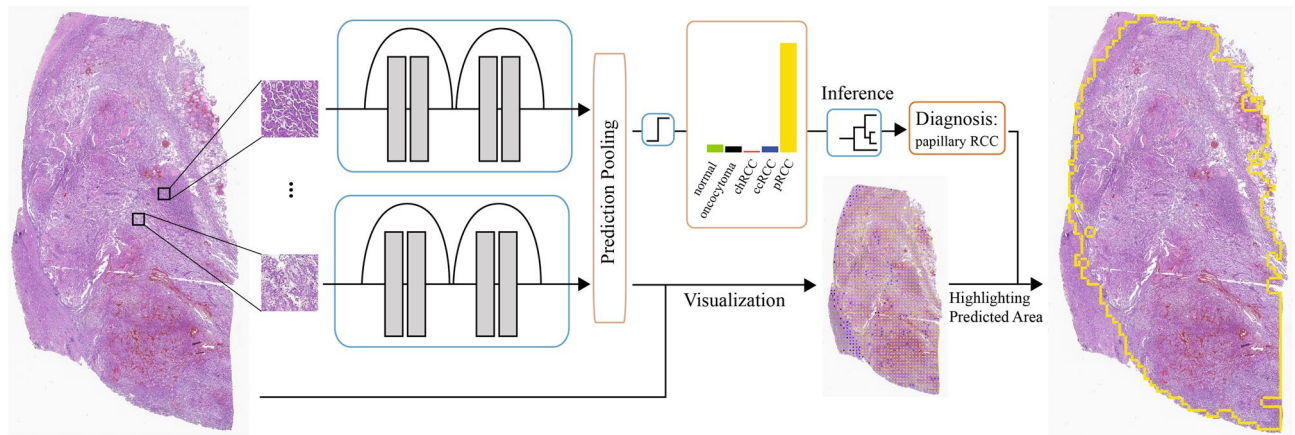 Prediction Pooling
normal
oncocytoma
chRCC
ccRCC
pRCC
Inference
Diagnosis:
papillary RCC
Visualization
Highlighting
Predicted Area